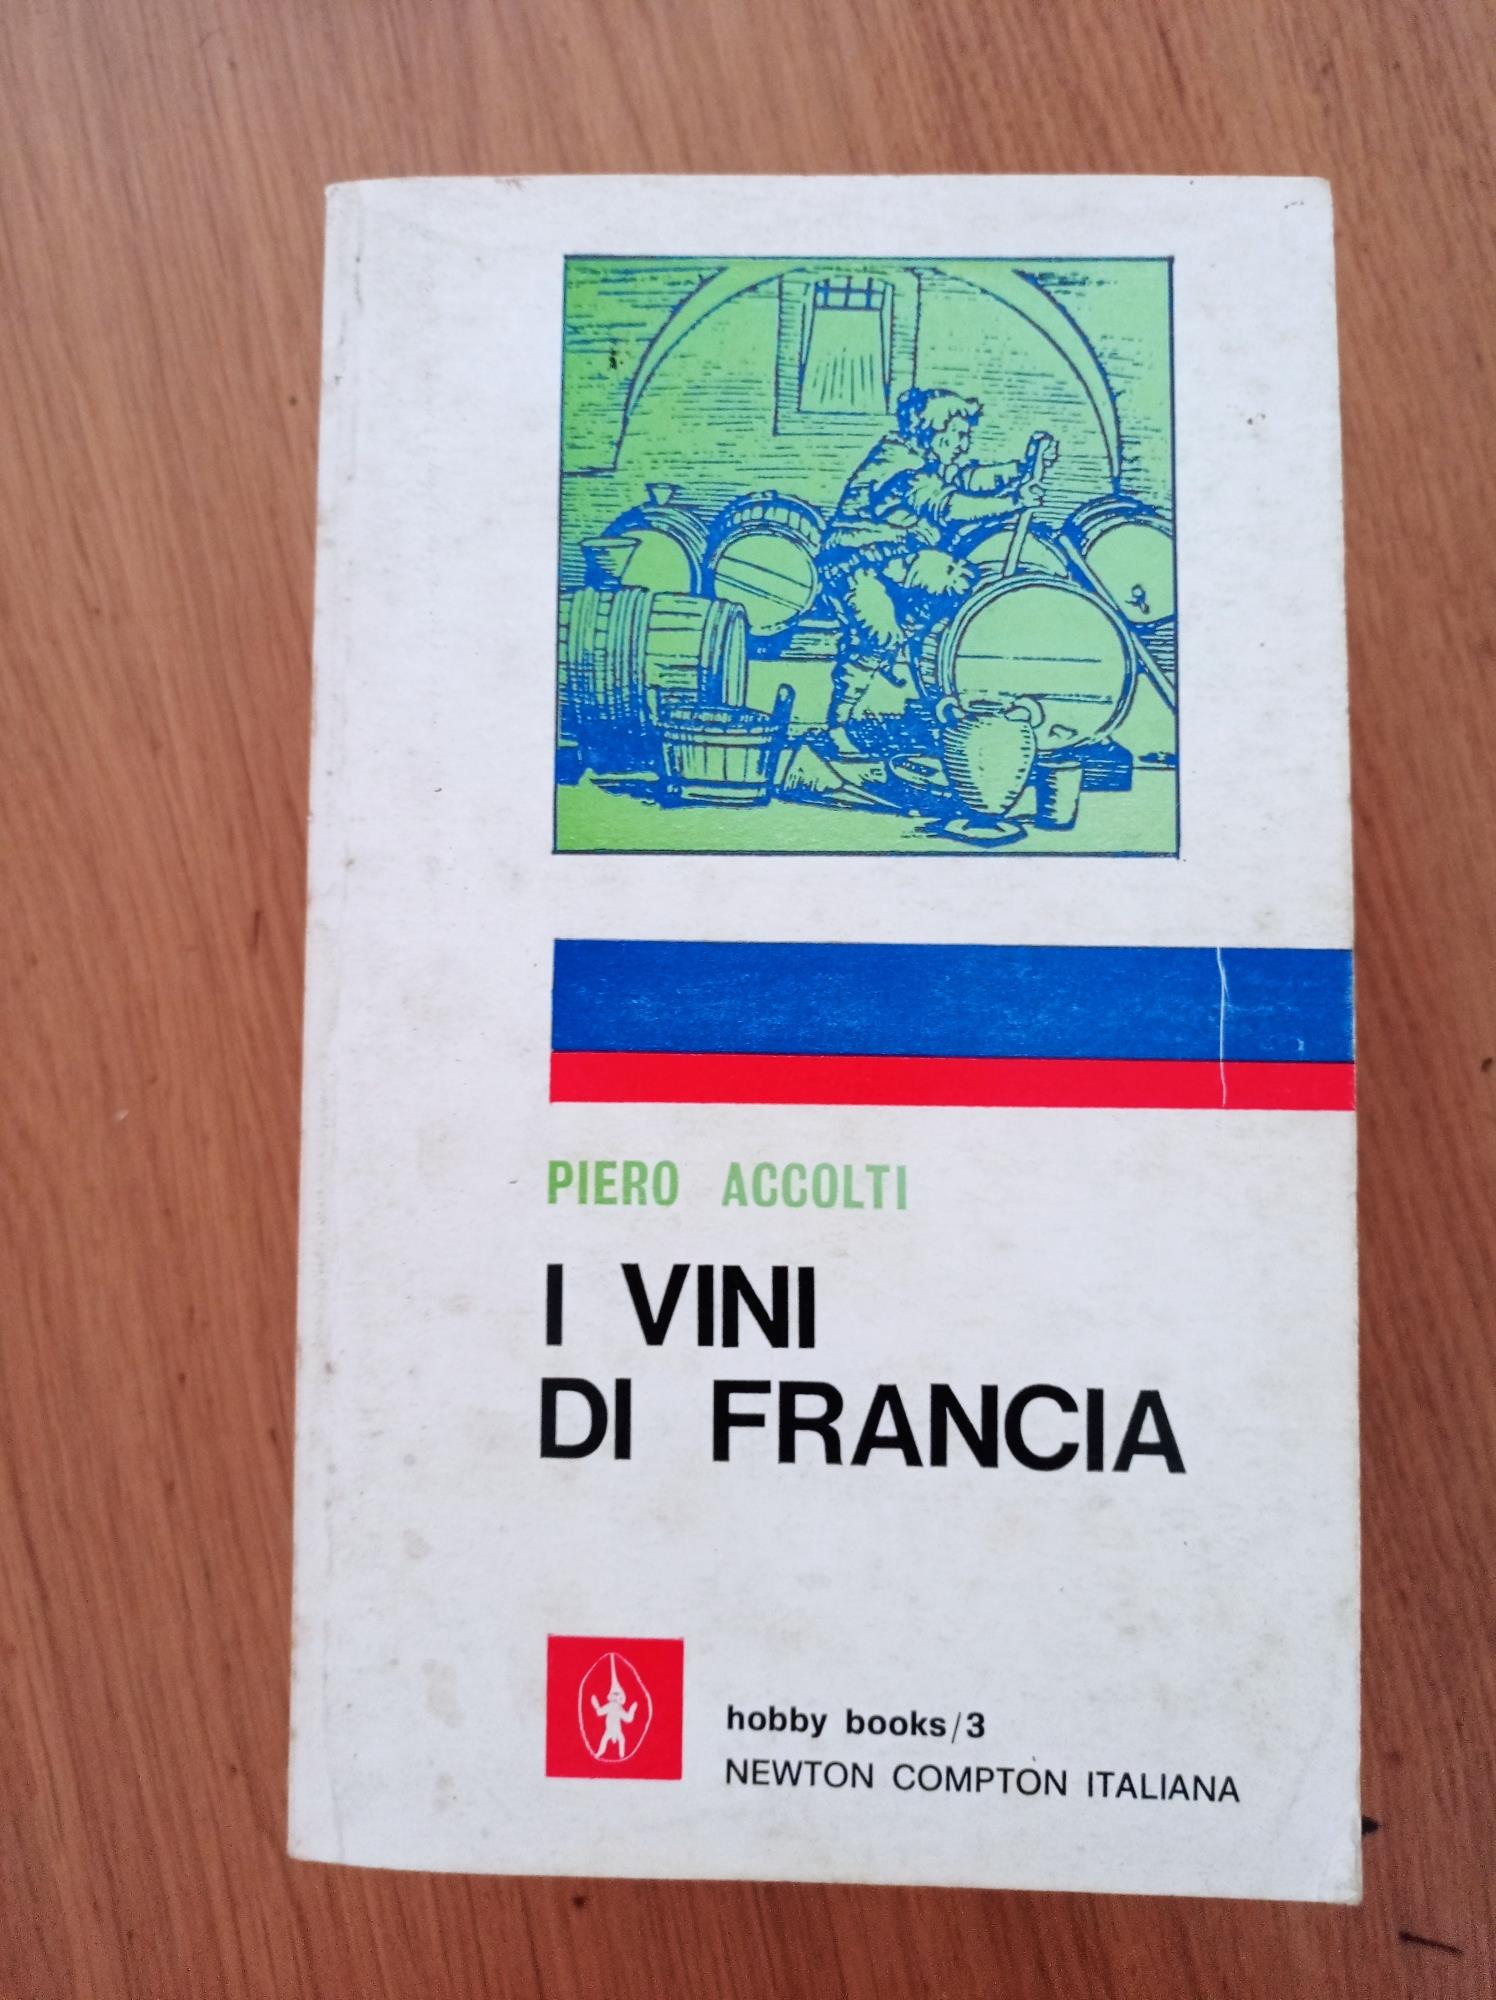 PIERO ACCOLTI
I VINI
DI FRANCIA
hobby books/3
NEWTON COMPTON ITALIANA